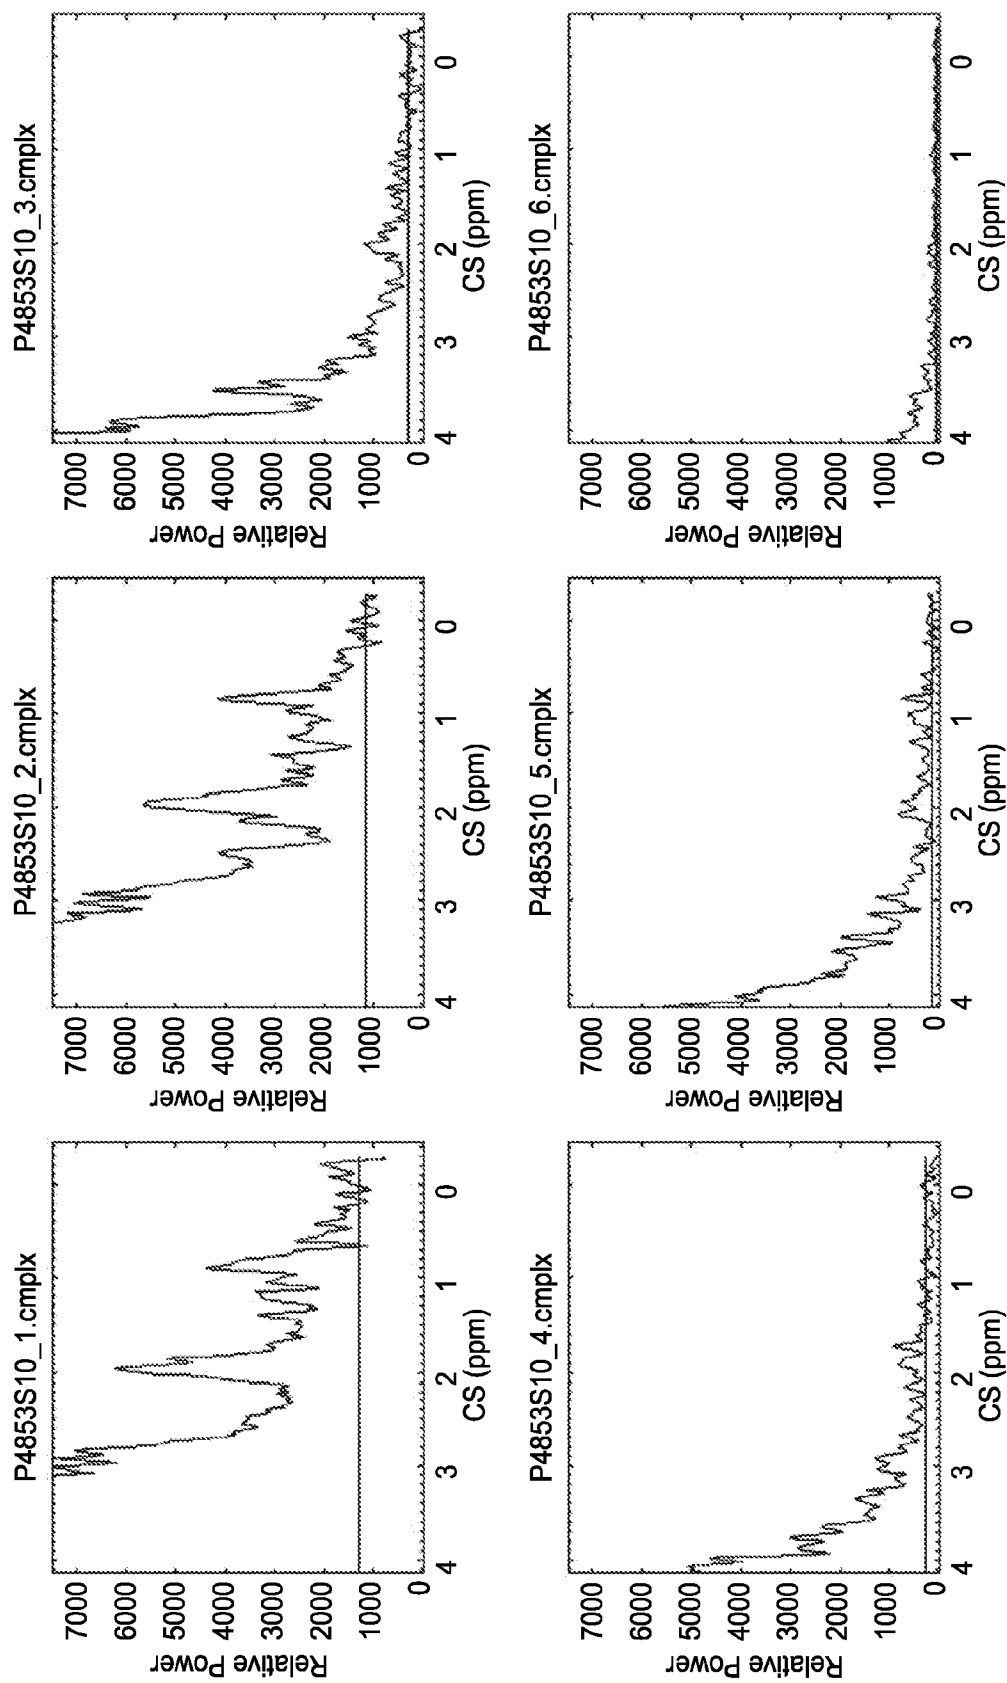 P4853S10_1.cmplx
Relative Power
7000
6000
5000
4000
3000
2000
1000
0
4 3 2 1 0
CS (ppm)
P4853S10_2.cmplx
Relative Power
7000
6000
5000
4000
3000
2000
1000
0
4 3 2 1 0
CS (ppm)
P4853S10_3.cmplx
Relative Power
7000
6000
5000
4000
3000
2000
1000
0
4 3 2 1 0
CS (ppm)
P4853S10_4.cmplx
Relative Power
7000
6000
5000
4000
3000
2000
1000
0
4 3 2 1 0
CS (ppm)
P4853S10_5.cmplx
Relative Power
7000
6000
5000
4000
3000
2000
1000
0
4 3 2 1 0
CS (ppm)
P4853S10_6.cmplx
Relative Power
7000
6000
5000
4000
3000
2000
1000
0
4 3 2 1 0
CS (ppm)